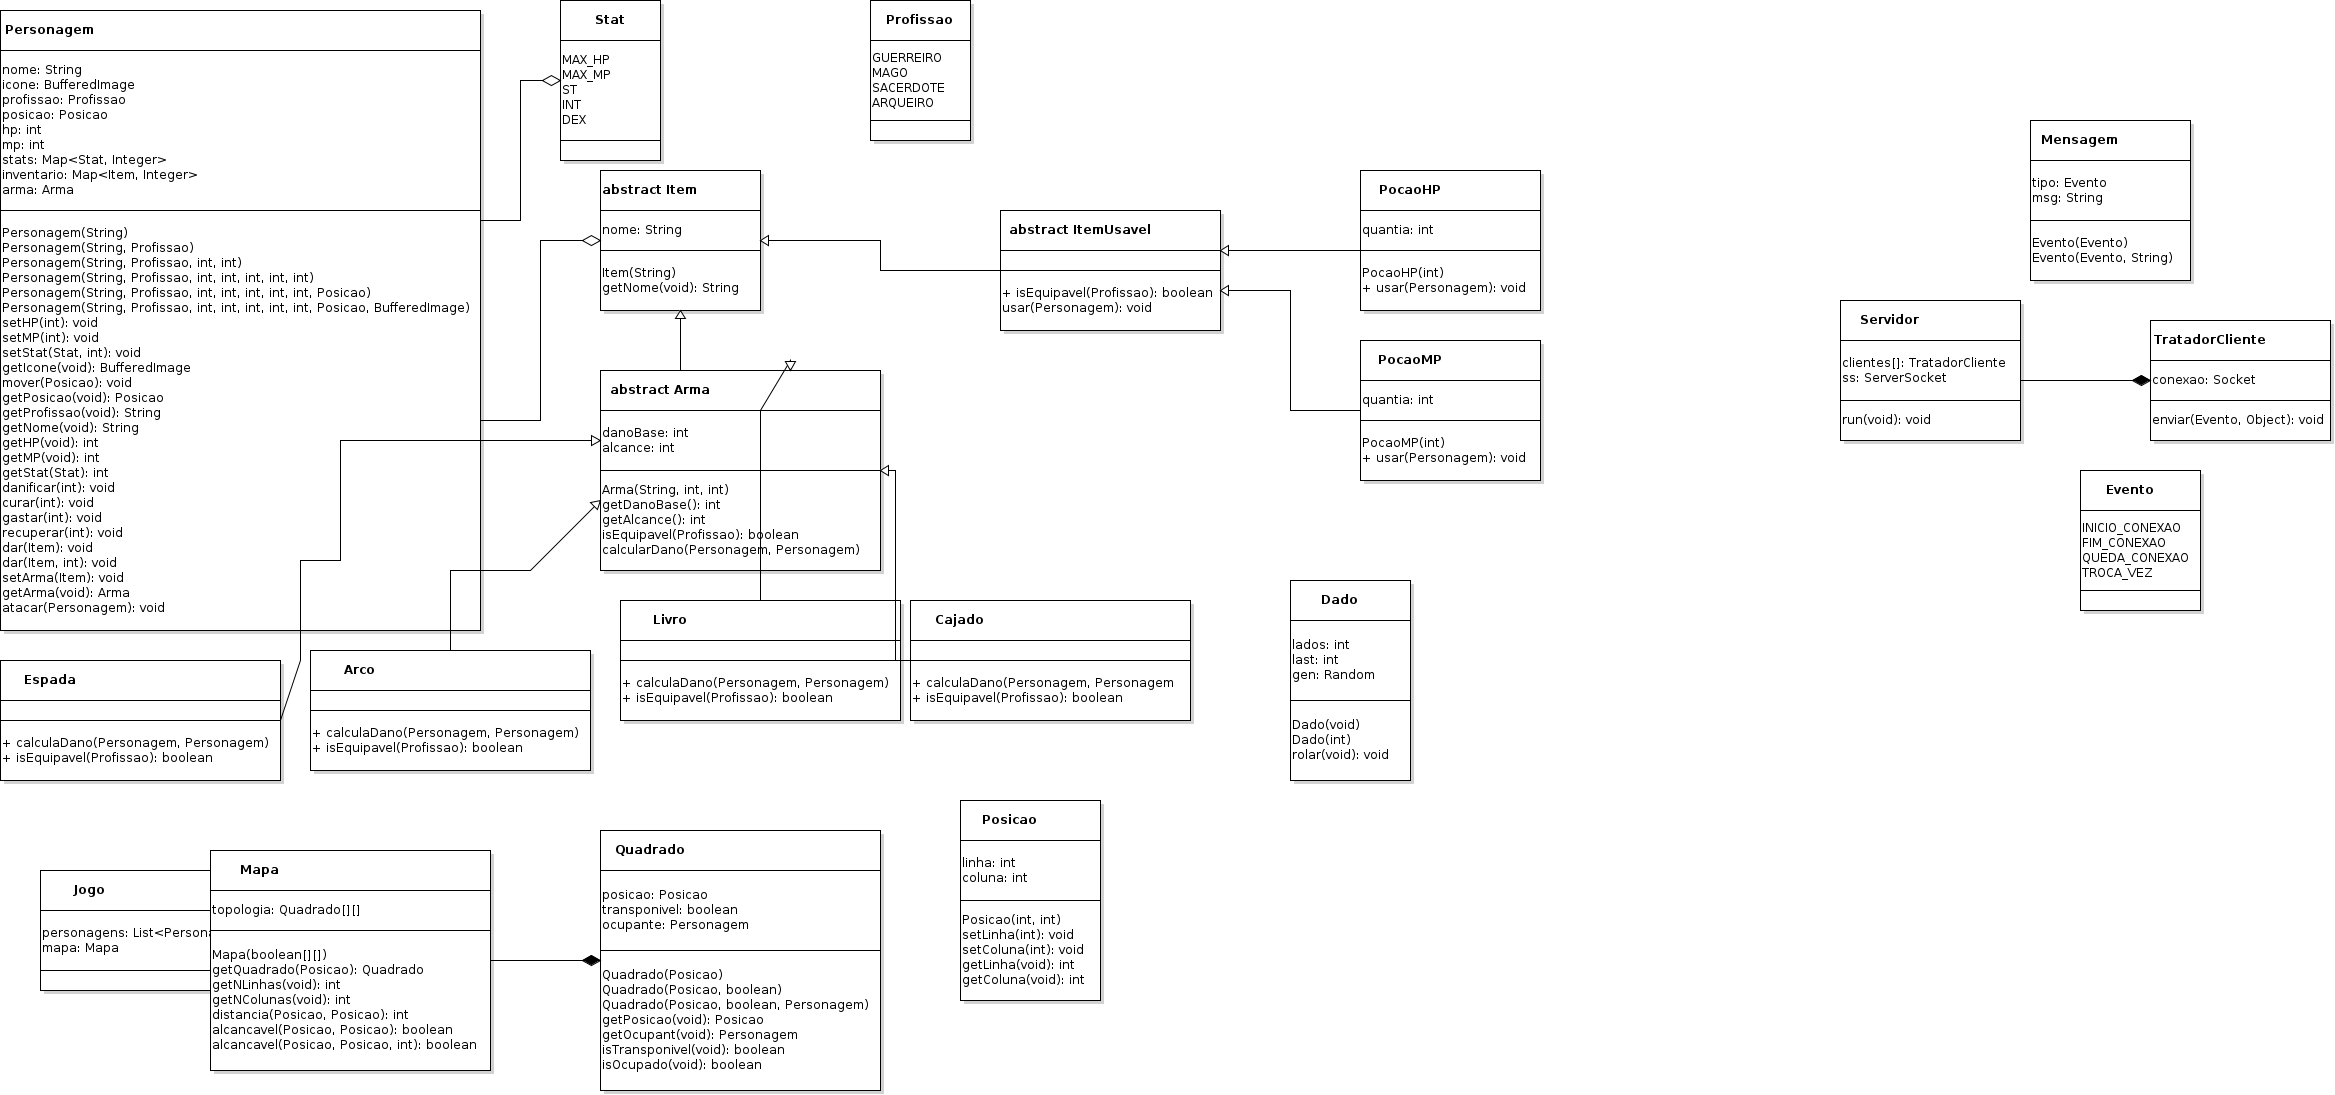 Personagem
nome: String
icone: BufferedImage
profissao: Profissao
posicao: Posicao
hp: int
mp: int
stats: Map<Stat, Integer>
inventario: Map<Item, Integer>
arma: Arma
Personagem(String)
Personagem(String, Profissao)
Personagem(String, Profissao, int, int)
Personagem(String, Profissao, int, int, int, int, int)
Personagem(String, Profissao, int, int, int, int, int, Posicao)
Personagem(String, Profissao, int, int, int, int, int, Posicao, BufferedImage)
setHP(int): void
setMP(int): void
setStat(Stat, int): void
getIcone(void): BufferedImage
mover(Posicao): void
getPosicao(void): Posicao
getProfissao(void): String
getNome(void): String
getHP(void): int
getMP(void): int
getStat(Stat): int
danificar(int): void
curar(int): void
gastar(int): void
recuperar(int): void
dar(Item): void
dar(Item, int): void
setArma(Item): void
getArma(void): Arma
atacar(Personagem): void
Stat
MAX_HP
MAX_MP
ST
INT
DEX
Profissao
GUERREIRO
MAGO
SACERDOTE
ARQUEIRO
abstract Item
nome: String
Item(String)
getNome(void): String
abstract ItemUsavel
+ isEquipavel(Profissao): boolean
usar(Personagem): void
PocaoHP
quantia: int
PocaoHP(int)
+ usar(Personagem): void
PocaoMP
quantia: int
PocaoMP(int)
+ usar(Personagem): void
Mensagem
tipo: Evento
msg: String
Evento(Evento)
Evento(Evento, String)
Servidor
clientes[]: TratadorCliente
ss: ServerSocket
run(void): void
TratadorCliente
conexao: Socket
enviar(Evento, Object): void
Evento
INICIO_CONEXAO
FIM_CONEXAO
QUEDA_CONEXAO
TROCA_VEZ
abstract Arma
danoBase: int
alcance: int
Arma(String, int, int)
getDanoBase(): int
getAlcance(): int
isEquipavel(Profissao): boolean
calcularDano(Personagem, Personagem)
Espada
+ calculaDano(Personagem, Personagem)
+ isEquipavel(Profissao): boolean
Arco
+ calculaDano(Personagem, Personagem)
+ isEquipavel(Profissao): boolean
Livro
+ calculaDano(Personagem, Personagem)
+ isEquipavel(Profissao): boolean
Cajado
+ calculaDano(Personagem, Personagem
+ isEquipavel(Profissao): boolean
Dado
lados: int
last: int
gen: Random
Dado(void)
Dado(int)
rolar(void): void
Jogo
personagens: List<Persona
mapa: Mapa
Mapa
topologia: Quadrado[][]
Mapa(boolean[][])
getQuadrado(Posicao): Quadrado
getNLinhas(void): int
getNColunas(void): int
distancia(Posicao, Posicao): int
alcancavel(Posicao, Posicao): boolean
alcancavel(Posicao, Posicao, int): boolean
Quadrado
posicao: Posicao
transponivel: boolean
ocupante: Personagem
Quadrado(Posicao)
Quadrado(Posicao, boolean)
Quadrado(Posicao, boolean, Personagem)
getPosicao(void): Posicao
getOcupant(void): Personagem
isTransponivel(void): boolean
isOcupado(void): boolean
Posicao
linha: int
coluna: int
Posicao(int, int)
setLinha(int): void
setColuna(int): void
getLinha(void): int
getColuna(void): int